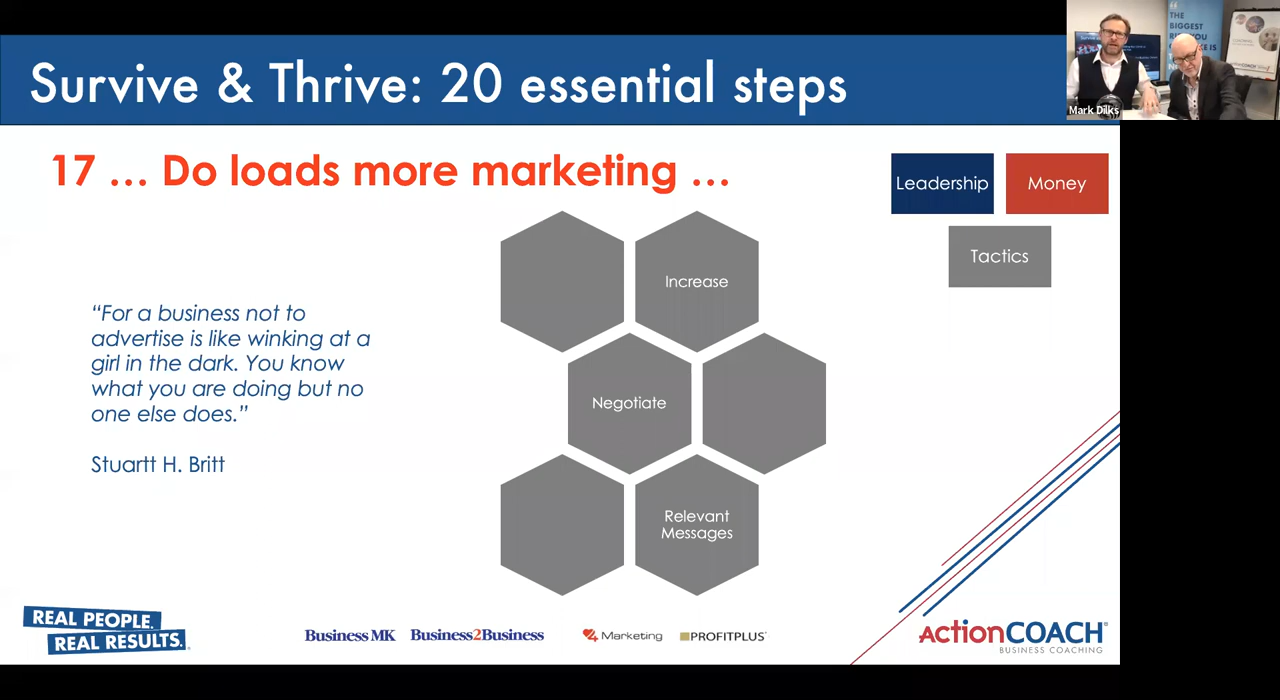 Survive & Thrive: 20 essential steps
17 … Do loads more marketing …
Leadership
Money
Tactics
“For a business not to
advertise is like winking at a
girl in the dark. You know
what you are doing but no
one else does.”
Stuartt H. Britt
Increase
Negotiate
Relevant
Messages
REAL PEOPLE.
REAL RESULTS.
Business MK
Business2Business
4 Marketing
PROFITPLUS
ActionCOACH
BUSINESS COACHING
THE
BIGGEST
Mark Dilks